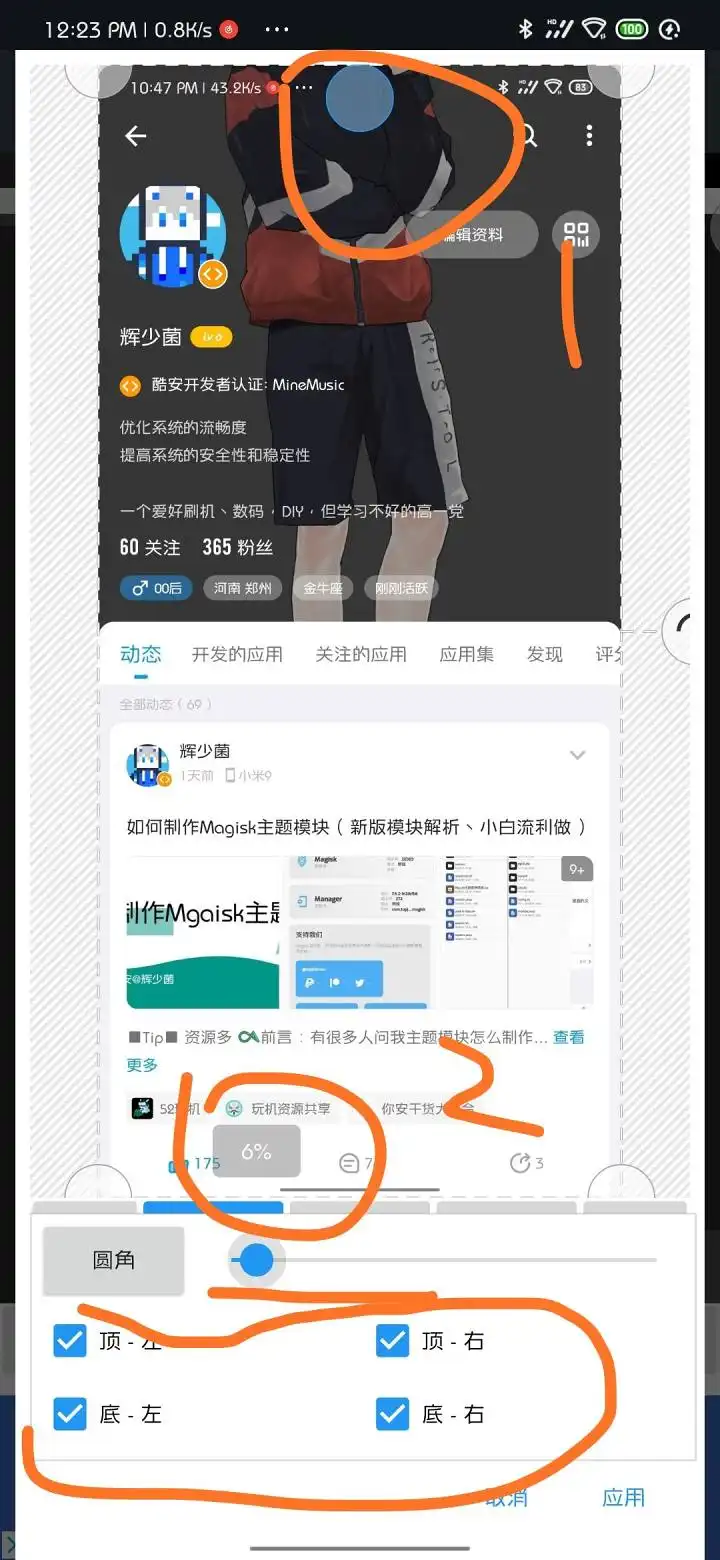 12:23 PM | 0.8K/s ... HD 100
10:47 PM | 43.2K/s ... HD 83
编辑资料
辉少菌 lv.0
酷安开发者认证: MineMusic
优化系统的流畅度
提高系统的安全性和稳定性
一个爱好刷机、数码，DIY，但学习不好的高一党
60 关注 365 粉丝
♂ 00后 河南 郑州 金牛座 刚刚活跃
动态 开发的应用 关注的应用 应用集 发现
全部动态（69）
辉少菌
1天前 小米9
如何制作Magisk主题模块（新版模块解析、小白流利做）
Magisk
Manager
支持我们
9+
制作Mgaisk主题
安@辉少菌
■Tip■ 资源多 前言：有很多人问我主题模块怎么制作... 查看
更多
玩机资源共享 你安干货大
175 6% 7 3
1
2
圆角
顶 - 左 顶 - 右
底 - 左 底 - 右
取消 应用